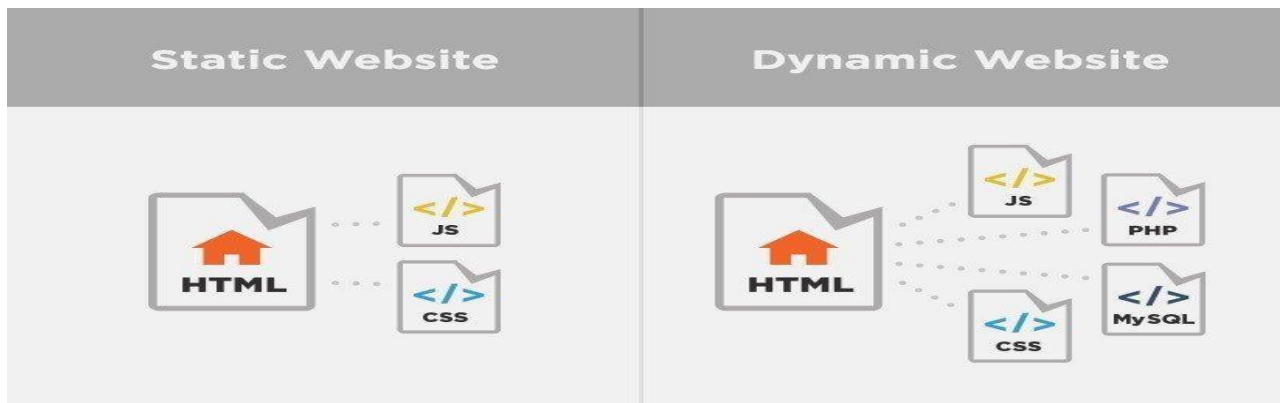 Static Website
Dynamic Website
HTML
</>
JS
</>
CSS
HTML
</>
JS
</>
PHP
</>
CSS
</>
MySQL